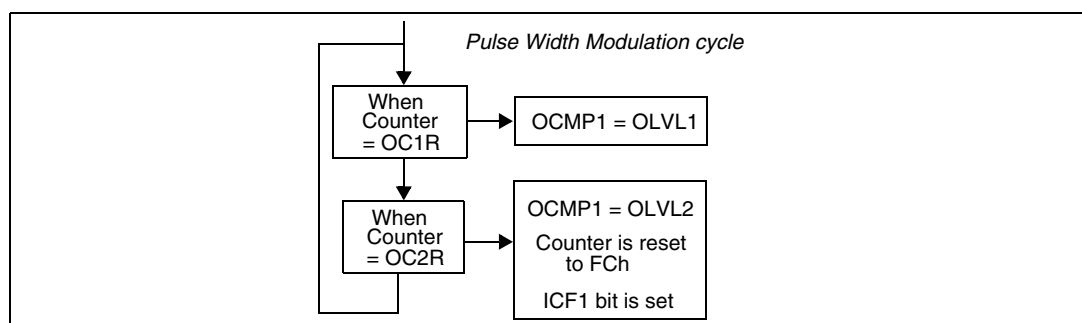 Pulse Width Modulation cycle
When
Counter
= OC1R
OCMP1 = OLVL1
When
Counter
= OC2R
OCMP1 = OLVL2
Counter is reset
to FCh
ICF1 bit is set